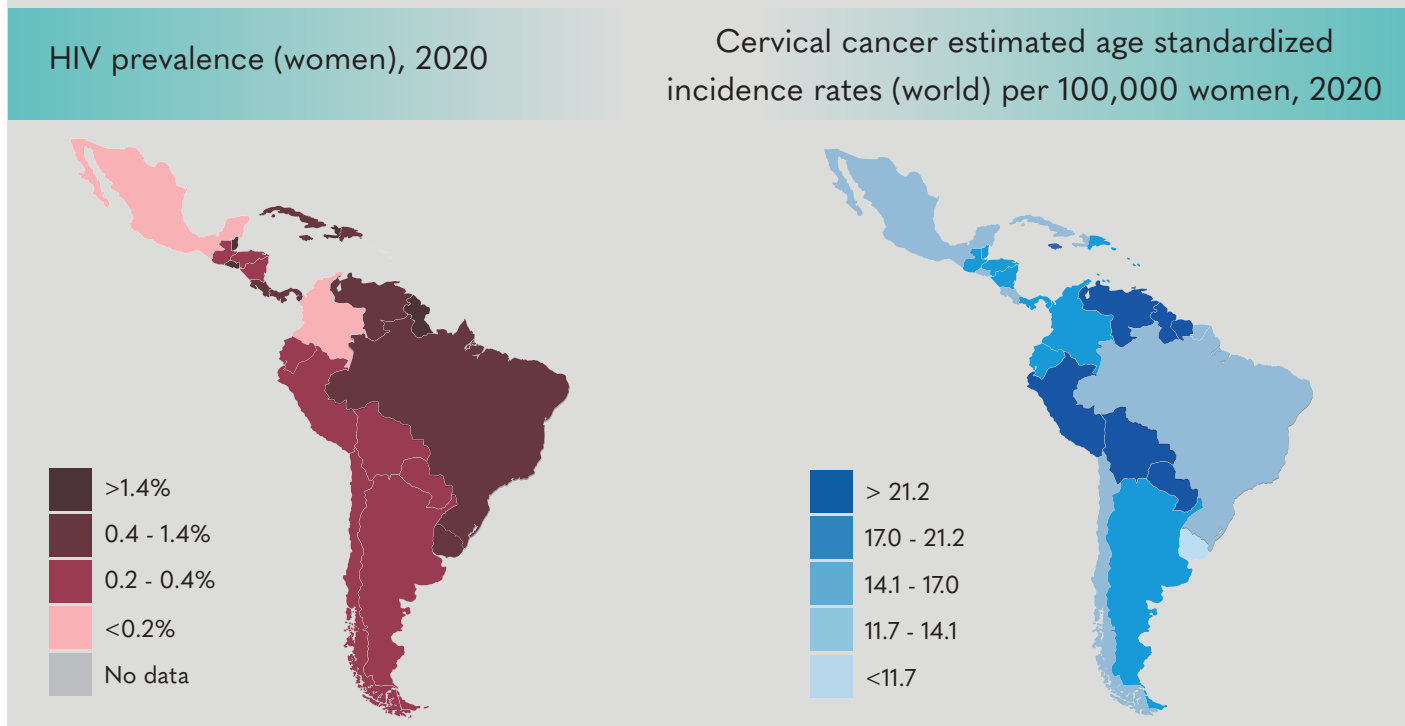 HIV prevalence (women), 2020
Cervical cancer estimated age standardized
incidence rates (world) per 100,000 women, 2020
>1.4%
0.4 - 1.4%
0.2 - 0.4%
<0.2%
No data
> 21.2
17.0 - 21.2
14.1 - 17.0
11.7 - 14.1
<11.7